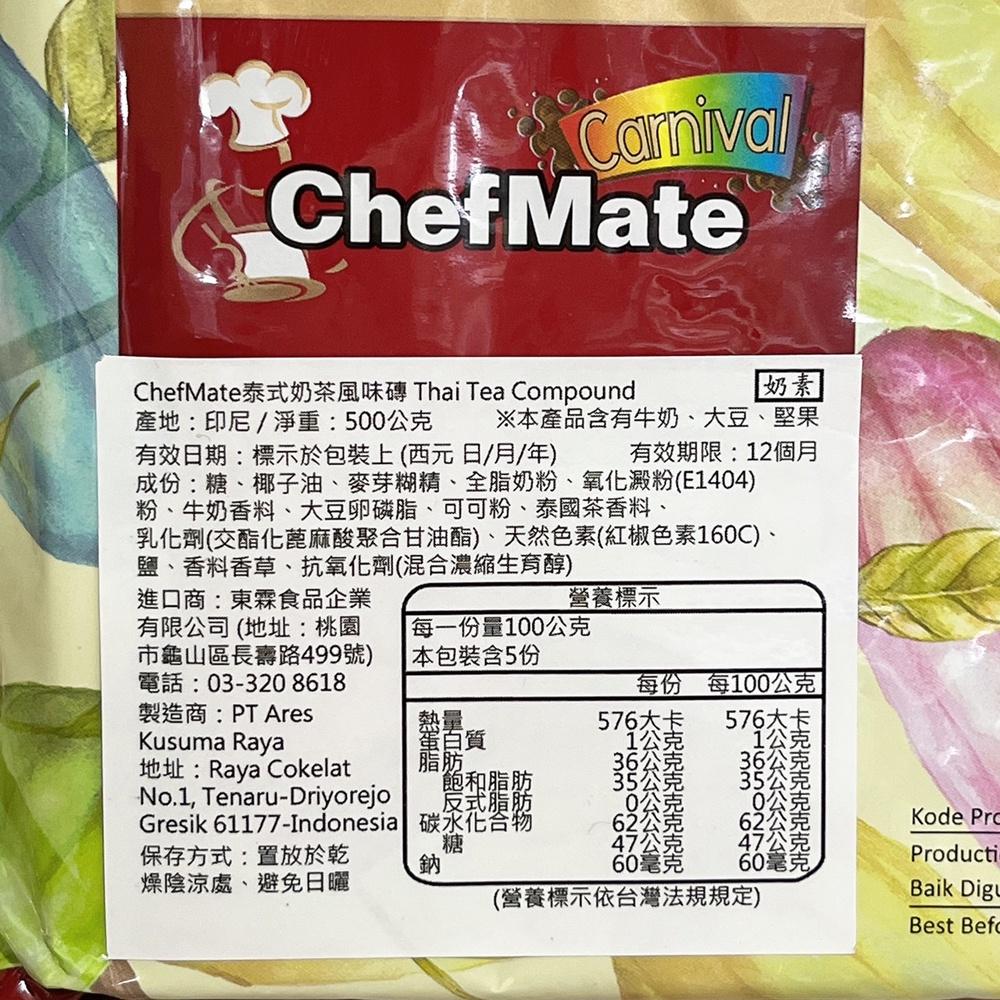 Carnival
ChefMate
ChefMate泰式奶茶風味磚 Thai Tea Compound 奶素
產地：印尼 / 淨重：500公克 ※本產品含有牛奶、大豆、堅果
有效日期：標示於包裝上 (西元 日/月/年) 有效期限：12個月
成份：糖、椰子油、麥芽糊精、全脂奶粉、氧化澱粉(E1404)
粉、牛奶香料、大豆卵磷脂、可可粉、泰國茶香料、
乳化劑(交酯化蓖麻酸聚合甘油酯)、天然色素(紅椒色素160C)、
鹽、香料香草、抗氧化劑(混合濃縮生育醇)
進口商：東霖食品企業
有限公司 (地址：桃園
市龜山區長壽路499號)
電話：03-320 8618
製造商：PT Ares
Kusuma Raya
地址：Raya Cokelat
No.1, Tenaru-Driyorejo
Gresik 61177-Indonesia
保存方式：置放於乾
燥陰涼處、避免日曬
營養標示
每一份量100公克
本包裝含5份
每份 每100公克
熱量 576大卡 576大卡
蛋白質 1公克 1公克
脂肪 36公克 36公克
飽和脂肪 35公克 35公克
反式脂肪 0公克 0公克
碳水化合物 62公克 62公克
糖 47公克 47公克
鈉 60毫克 60毫克
(營養標示依台灣法規規定)
Kode Pro
Producti
Baik Digu
Best Befo